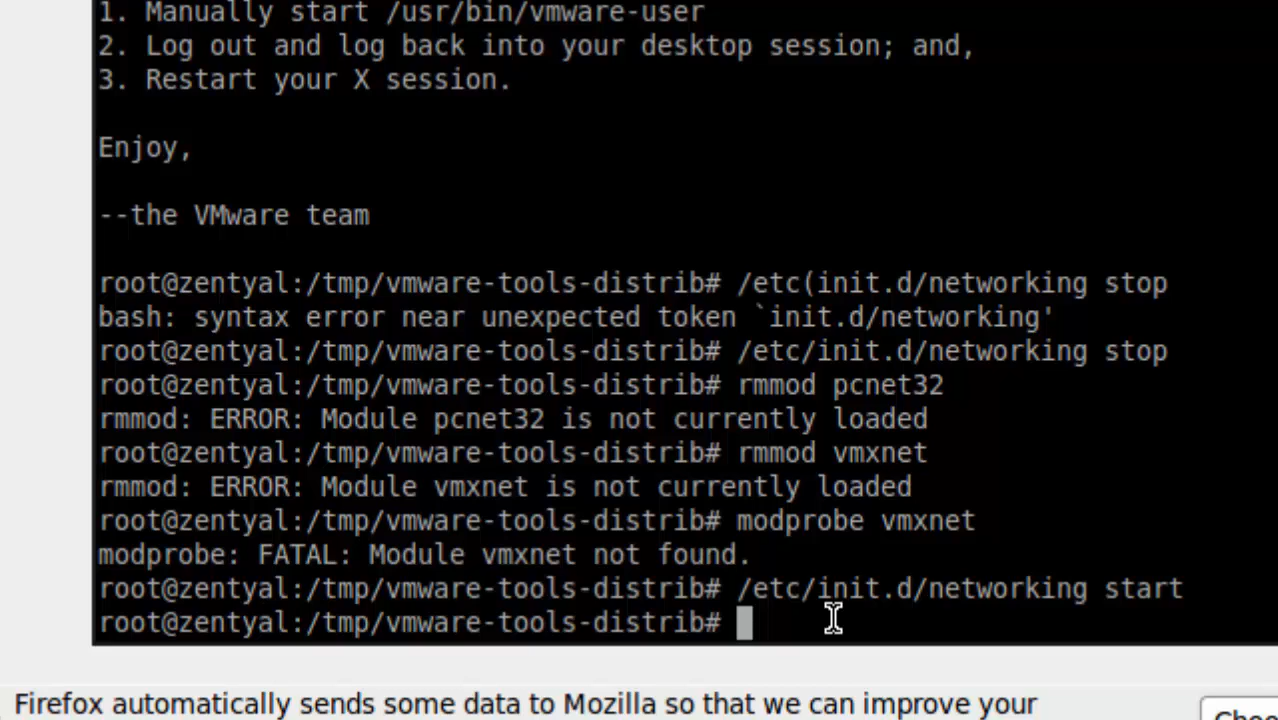 1. Manually start /usr/bin/vmware-user
2. Log out and log back into your desktop session; and,
3. Restart your X session.
Enjoy,
--the VMware team
root@zentyal:/tmp/vmware-tools-distrib# /etc(init.d/networking stop
bash: syntax error near unexpected token `init.d/networking'
root@zentyal:/tmp/vmware-tools-distrib# /etc/init.d/networking stop
root@zentyal:/tmp/vmware-tools-distrib# rmmod pcnet32
rmmod: ERROR: Module pcnet32 is not currently loaded
root@zentyal:/tmp/vmware-tools-distrib# rmmod vmxnet
rmmod: ERROR: Module vmxnet is not currently loaded
root@zentyal:/tmp/vmware-tools-distrib# modprobe vmxnet
modprobe: FATAL: Module vmxnet not found.
root@zentyal:/tmp/vmware-tools-distrib# /etc/init.d/networking start
root@zentyal:/tmp/vmware-tools-distrib#
Firefox automatically sends some data to Mozilla so that we can improve your